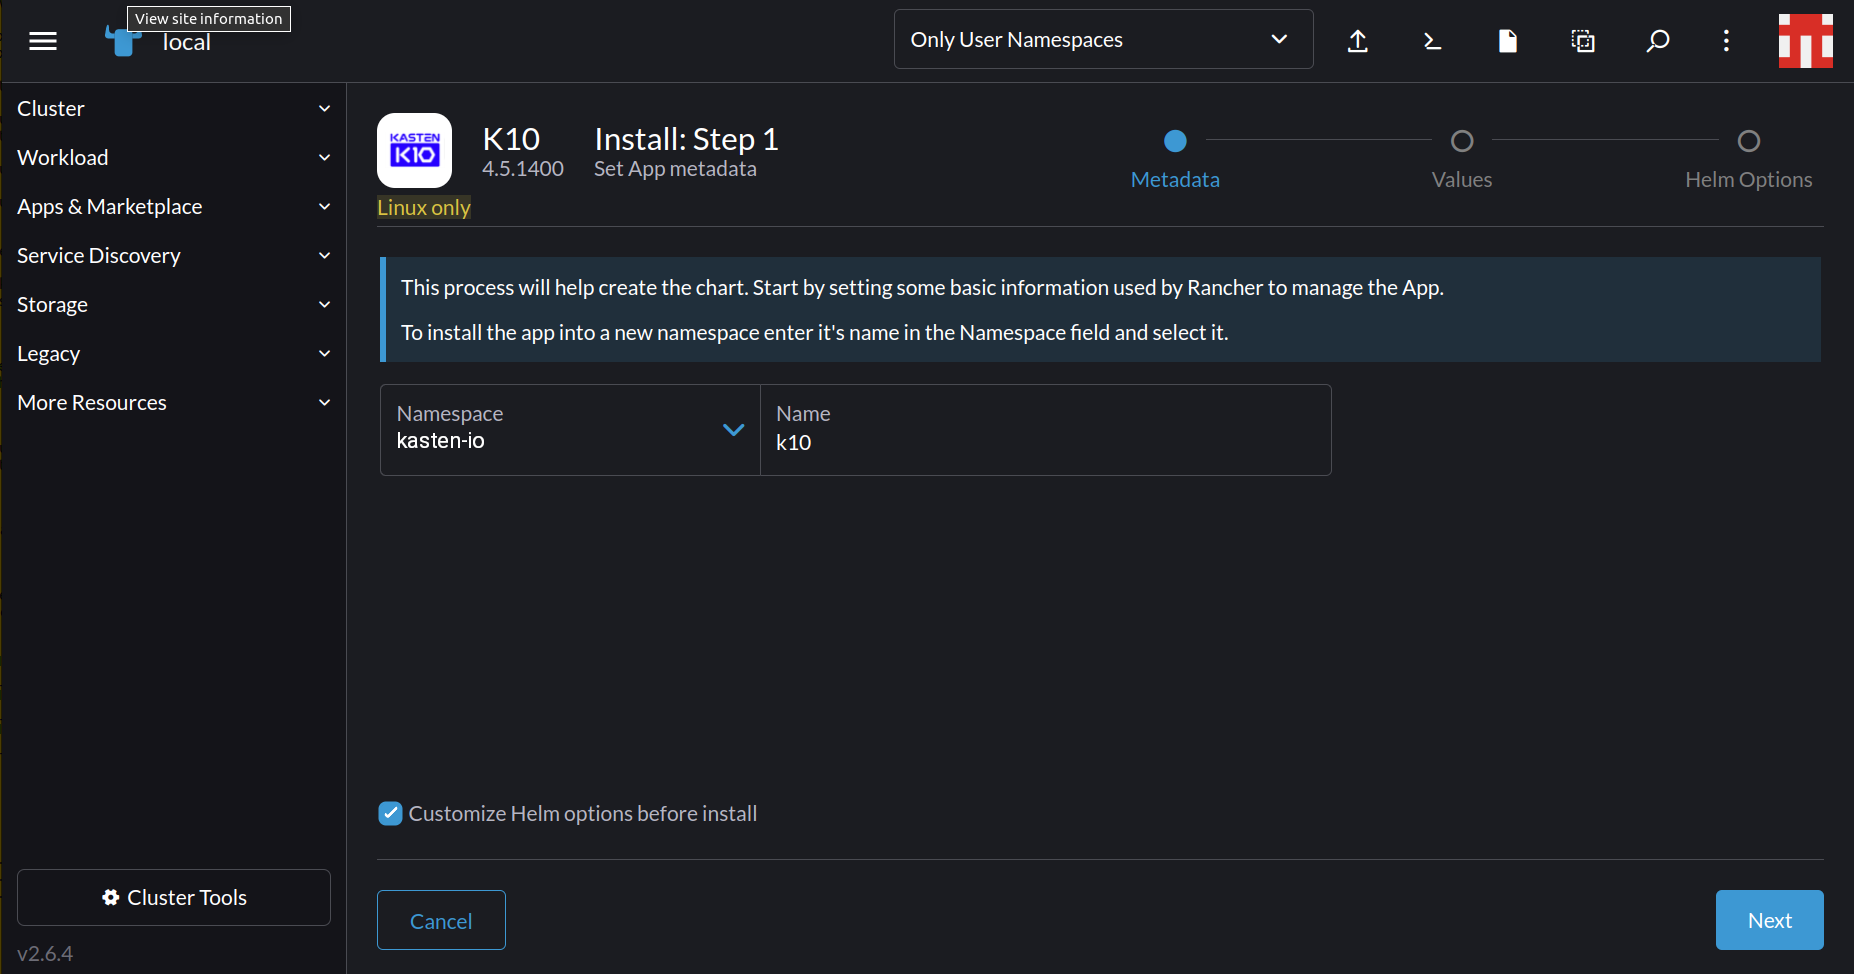 View site information
local
Only User Namespaces
Cluster
Workload
Apps & Marketplace
Service Discovery
Storage
Legacy
More Resources
Cluster Tools
v2.6.4
KASTEN
K10
K10
4.5.1400
Linux only
Install: Step 1
Set App metadata
Metadata
Values
Helm Options
This process will help create the chart. Start by setting some basic information used by Rancher to manage the App.
To install the app into a new namespace enter it's name in the Namespace field and select it.
Namespace
kasten-io
Name
k10
Customize Helm options before install
Cancel
Next